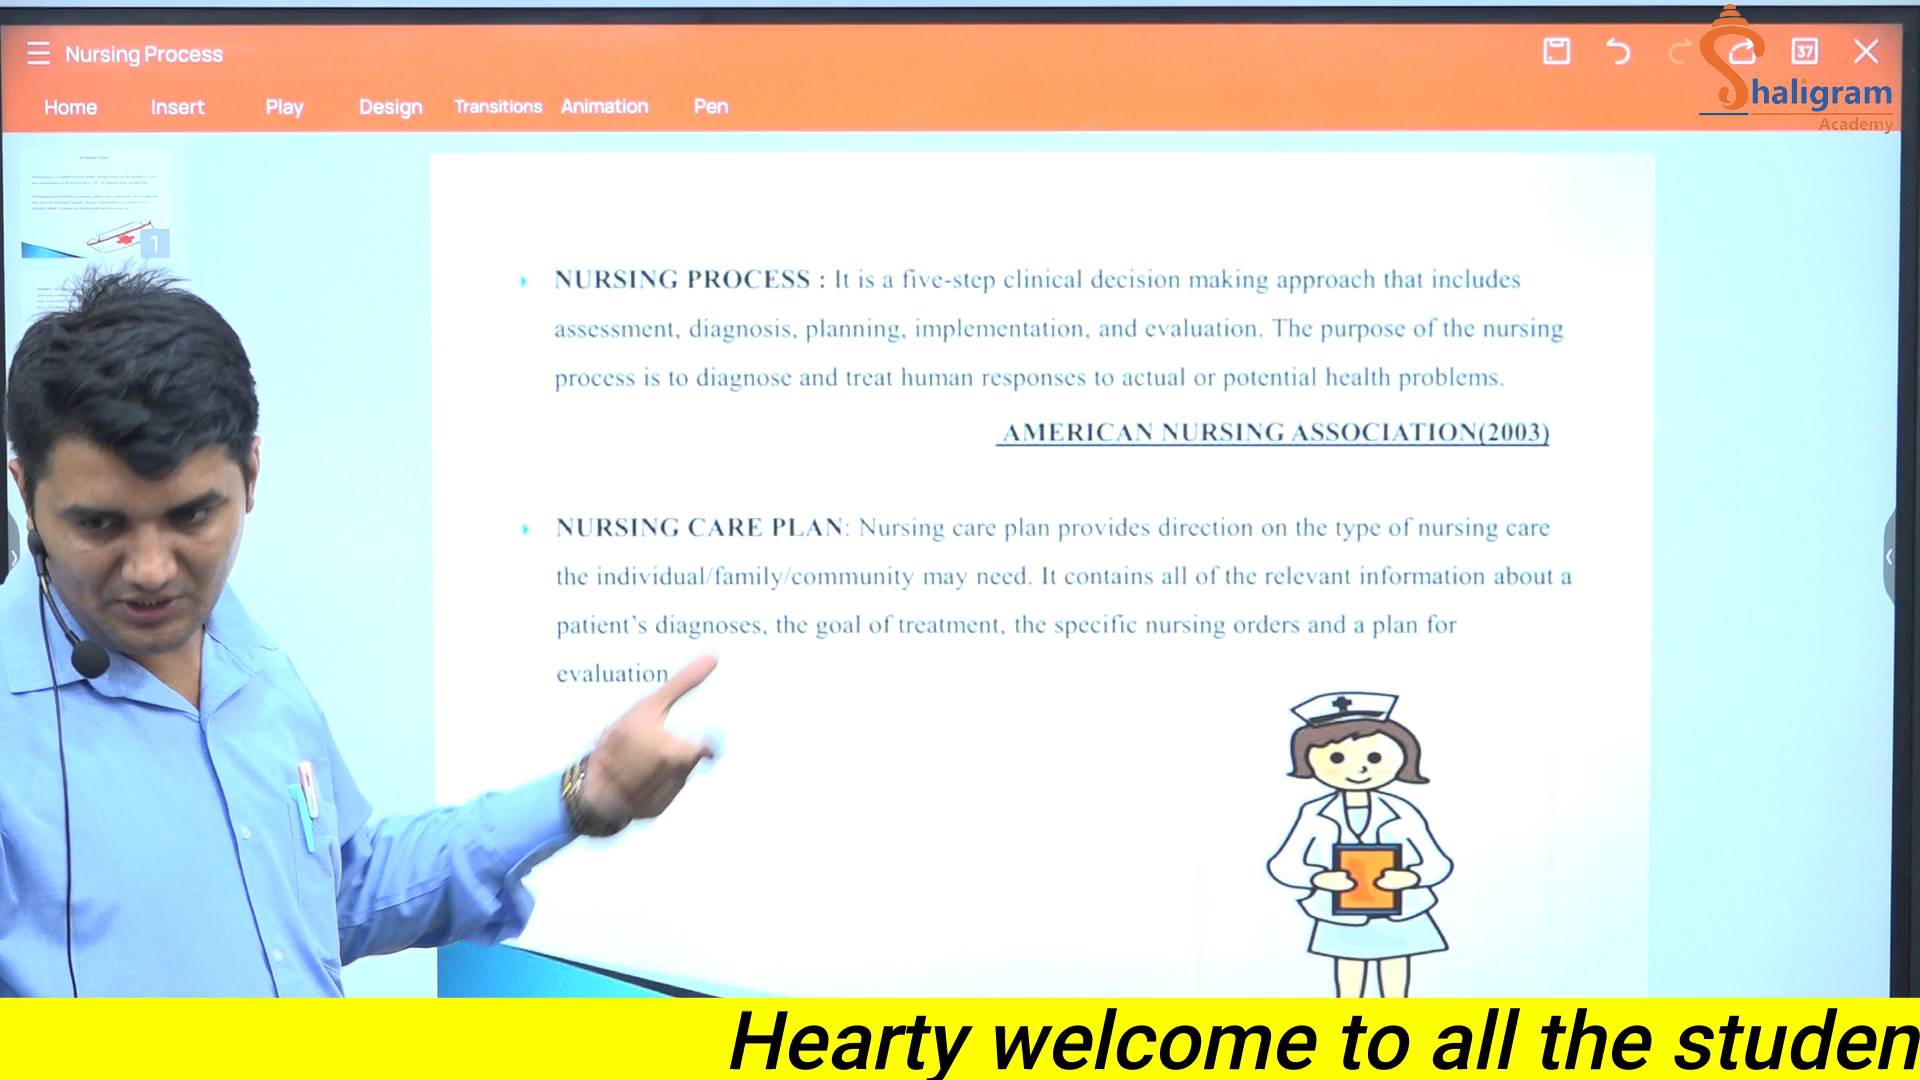 Nursing Process
37
Shaligram
Academy
Home Insert Play Design Transitions Animation Pen
1
NURSING PROCESS : It is a five-step clinical decision making approach that includes
assessment, diagnosis, planning, implementation, and evaluation. The purpose of the nursing
process is to diagnose and treat human responses to actual or potential health problems.
AMERICAN NURSING ASSOCIATION(2003)
NURSING CARE PLAN: Nursing care plan provides direction on the type of nursing care
the individual/family/community may need. It contains all of the relevant information about a
patient's diagnoses, the goal of treatment, the specific nursing orders and a plan for
evaluation
Hearty welcome to all the studen